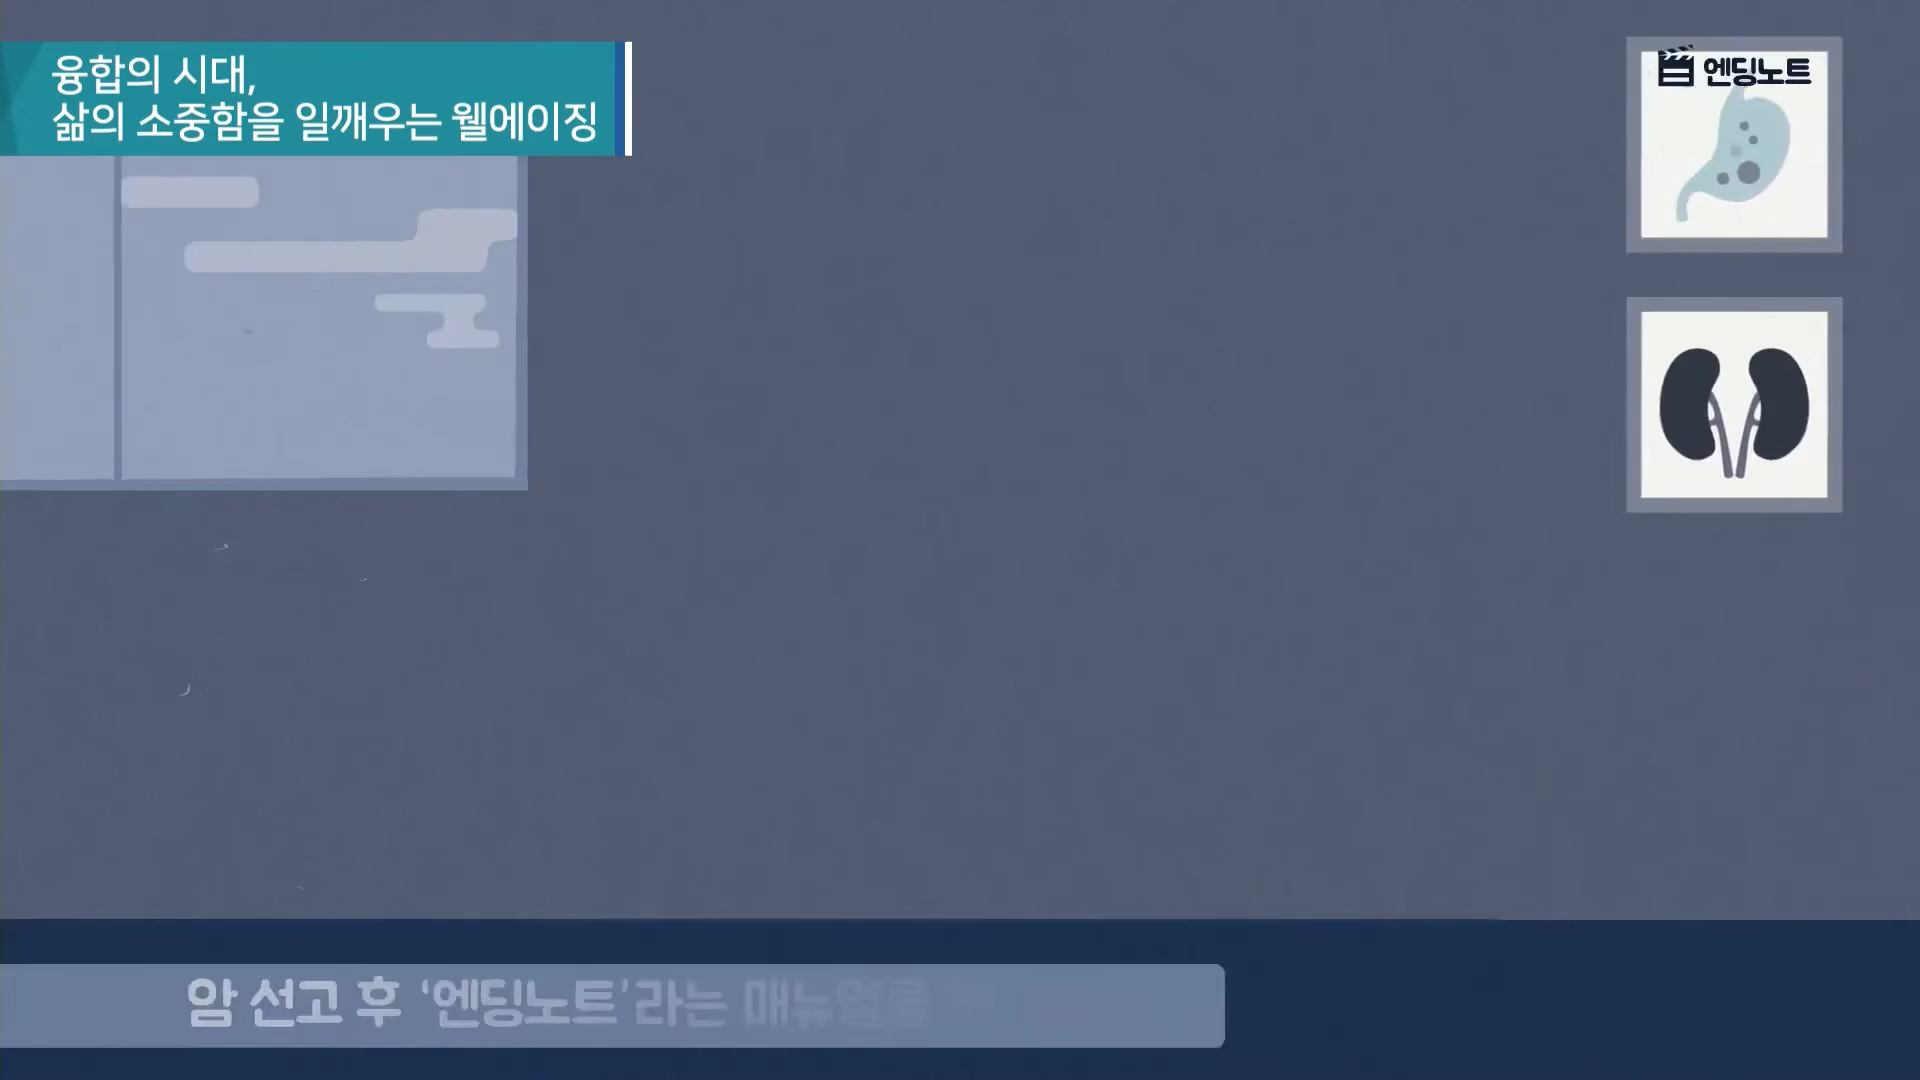 융합의 시대,
삶의 소중함을 일깨우는 웰에이징
엔딩노트
암 선고 후 ‘엔딩노트’라는 매뉴얼을